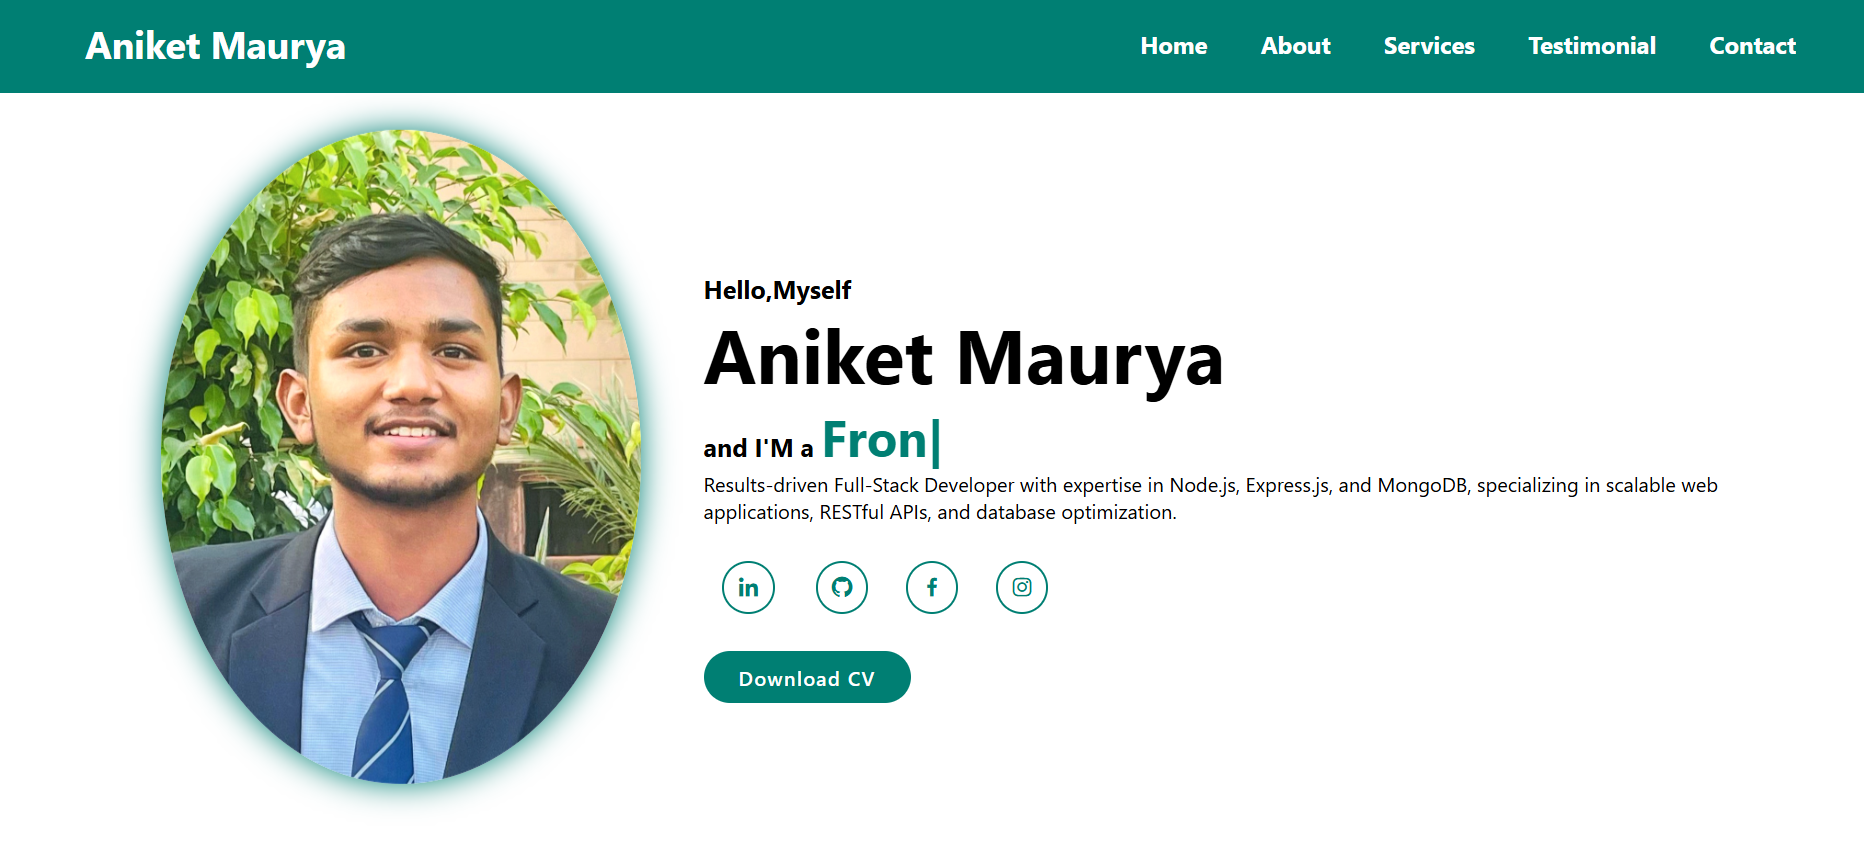 Aniket Maurya
Home About Services Testimonial Contact
Hello,Myself
Aniket Maurya
and I'M a Fron|
Results-driven Full-Stack Developer with expertise in Node.js, Express.js, and MongoDB, specializing in scalable web
applications, RESTful APIs, and database optimization.
Download CV